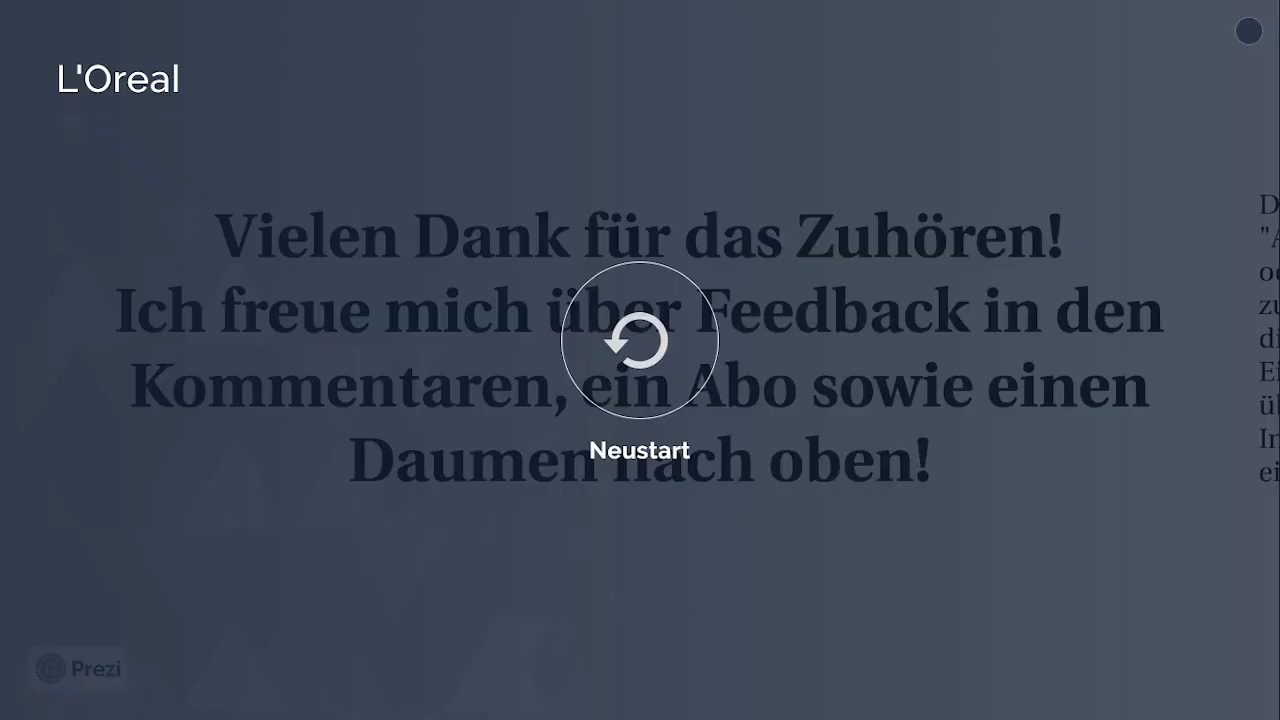 L'Oreal
Vielen Dank für das Zuhören!
Ich freue mich über Feedback in den
Kommentaren, ein Abo sowie einen
Daumen nach oben!
Neustart
Prezi